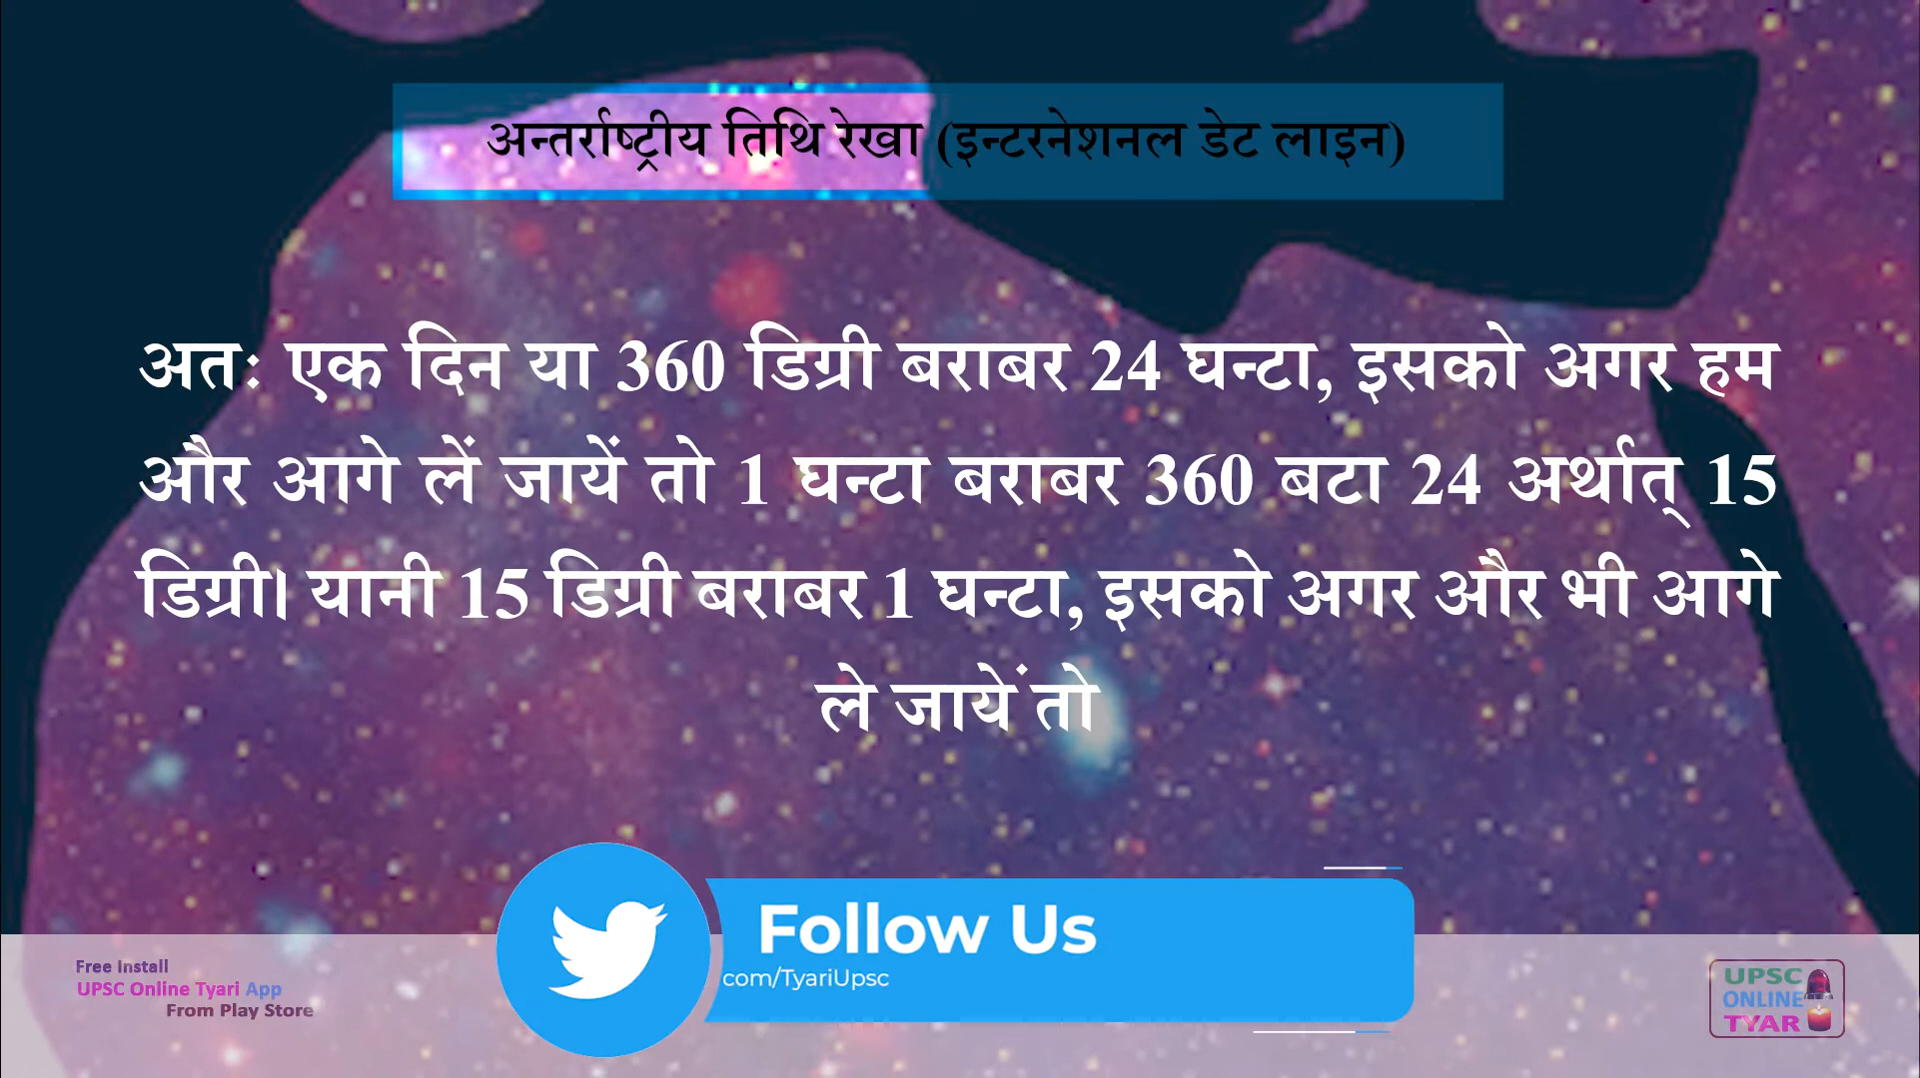 अन्तर्राष्ट्रीय तिथि रेखा (इन्टरनेशनल डेट लाइन)
अतः एक दिन या 360 डिग्री बराबर 24 घन्टा, इसको अगर हम
और आगे लें जायें तो 1 घन्टा बराबर 360 बटा 24 अर्थात् 15
डिग्री। यानी 15 डिग्री बराबर 1 घन्टा, इसको अगर और भी आगे
ले जायें तो
Follow Us
com/TyariUpsc
Free Install
UPSC Online Tyari App
From Play Store
UPSC
ONLINE
TYAR